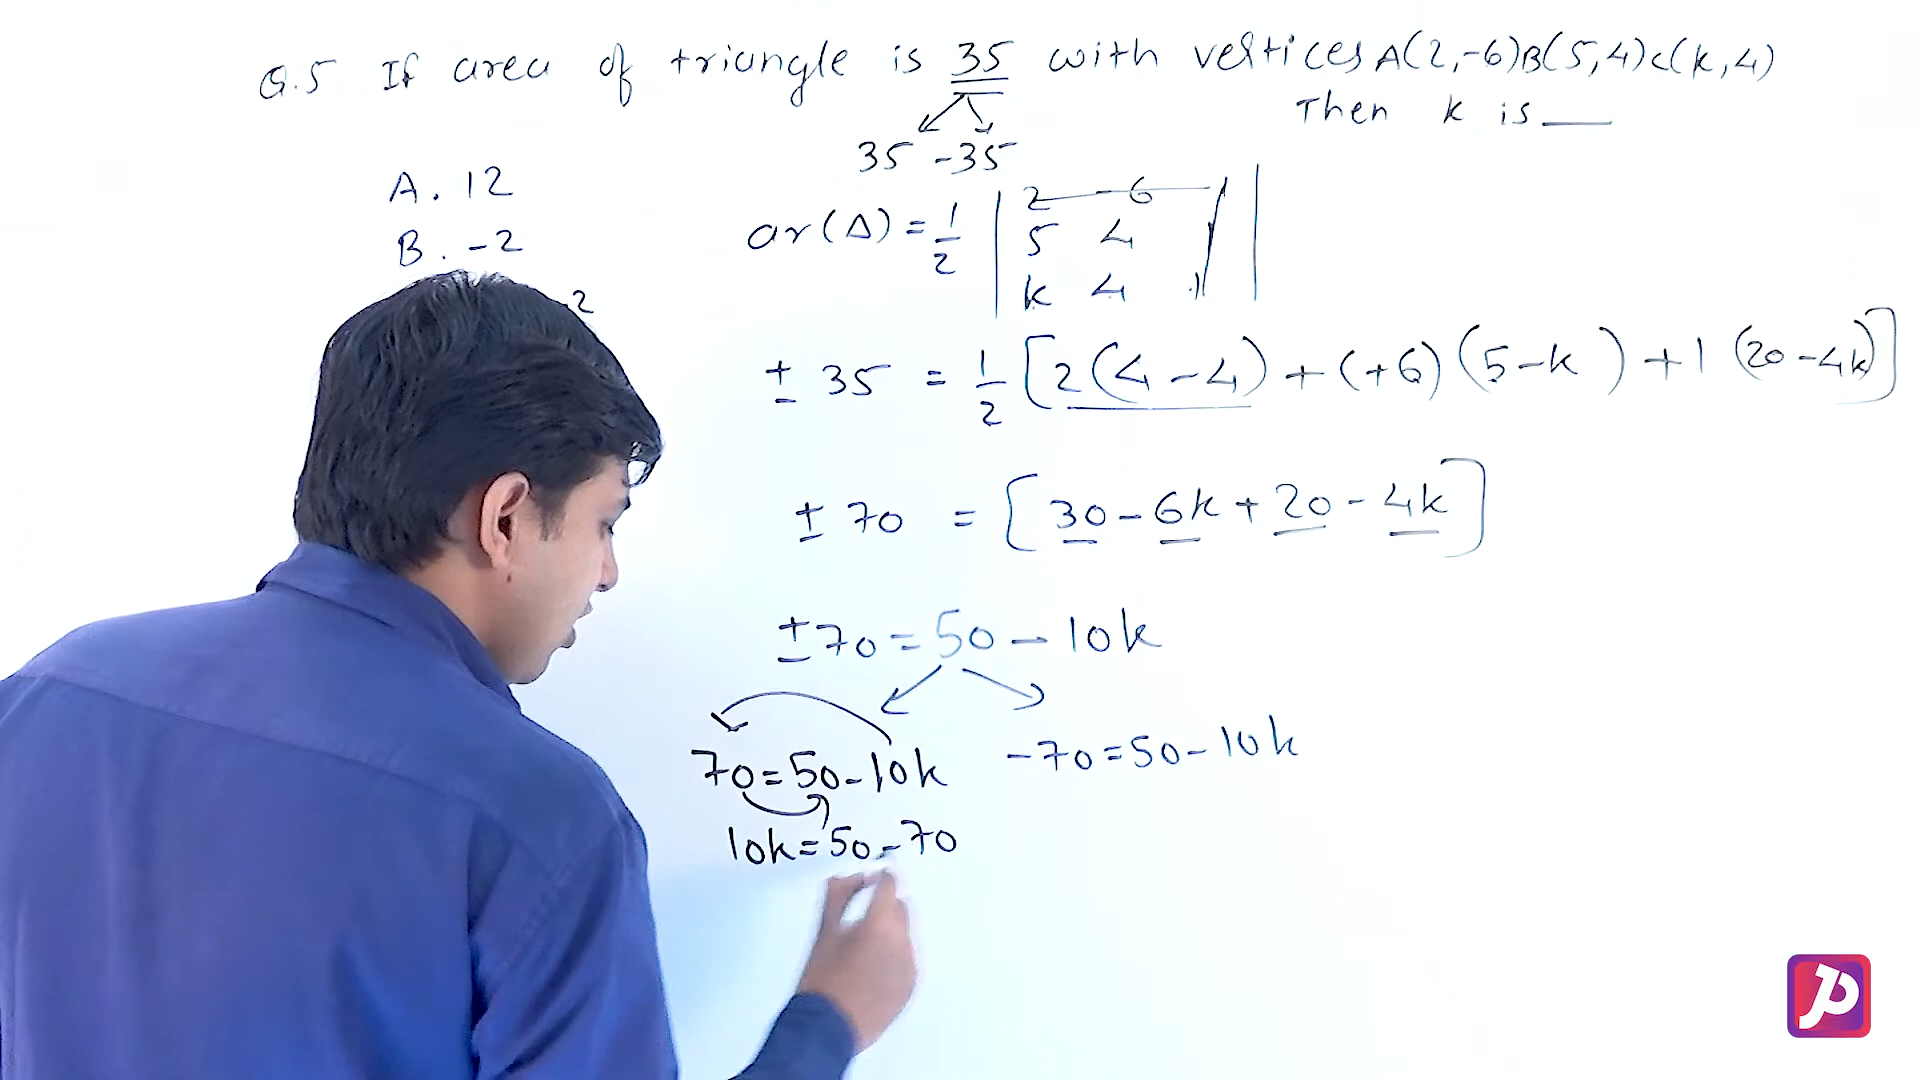 Q.5 If area of triangle is 35 with vertices A(2,-6)B(5,4)C(k,4)
Then k is __
35 -35
A. 12
B. -2
2
ar(Δ) = 1/2 | 2 -6 1 |
5 4 1
k 4 1
± 35 = 1/2 [2(4-4) + (+6)(5-k) + 1(20-4k)]
± 70 = [30-6k+20-4k]
±70 = 50 - 10k
70=50-10k
-70=50-10k
10k=50-70